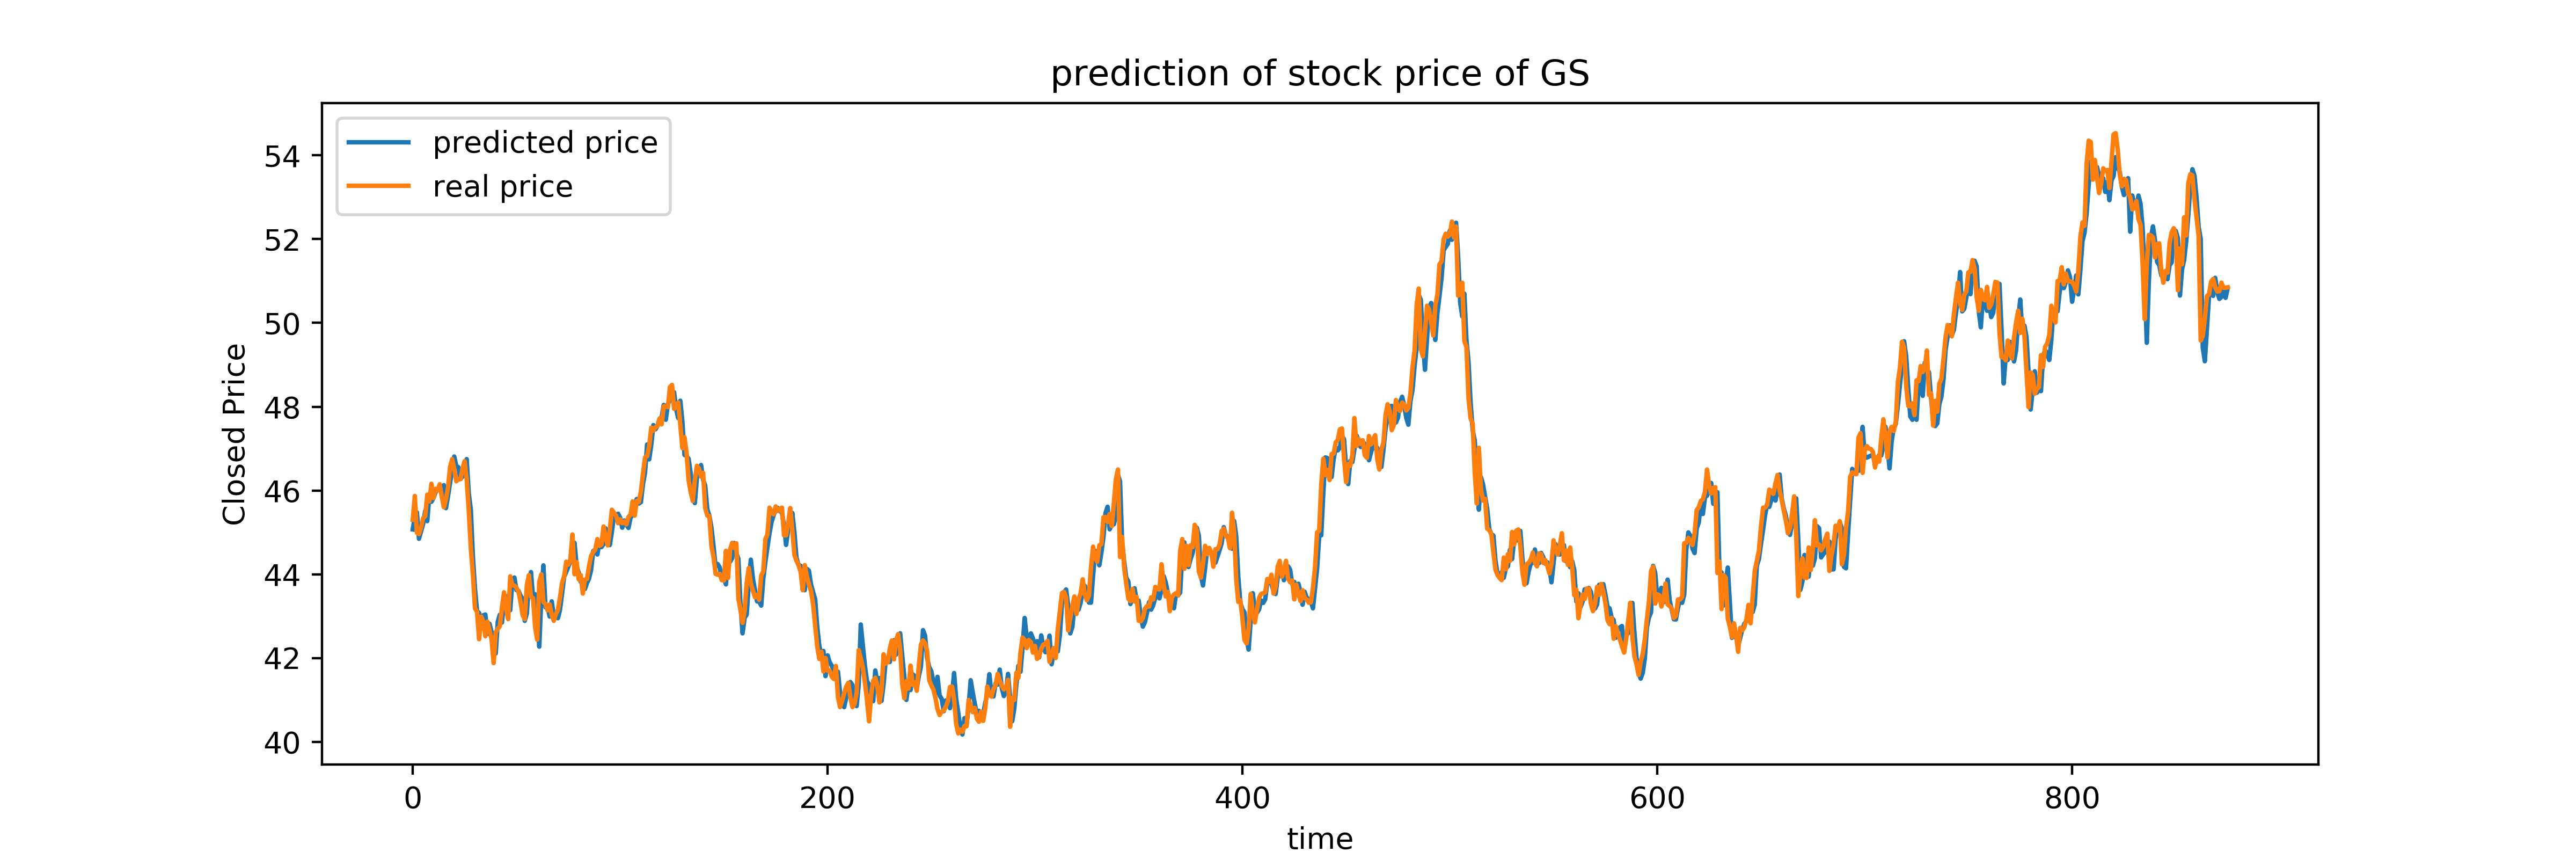 prediction of stock price of GS
predicted price
real price
54
52
50
48
46
44
42
40
Closed Price
0 200 400 600 800
time